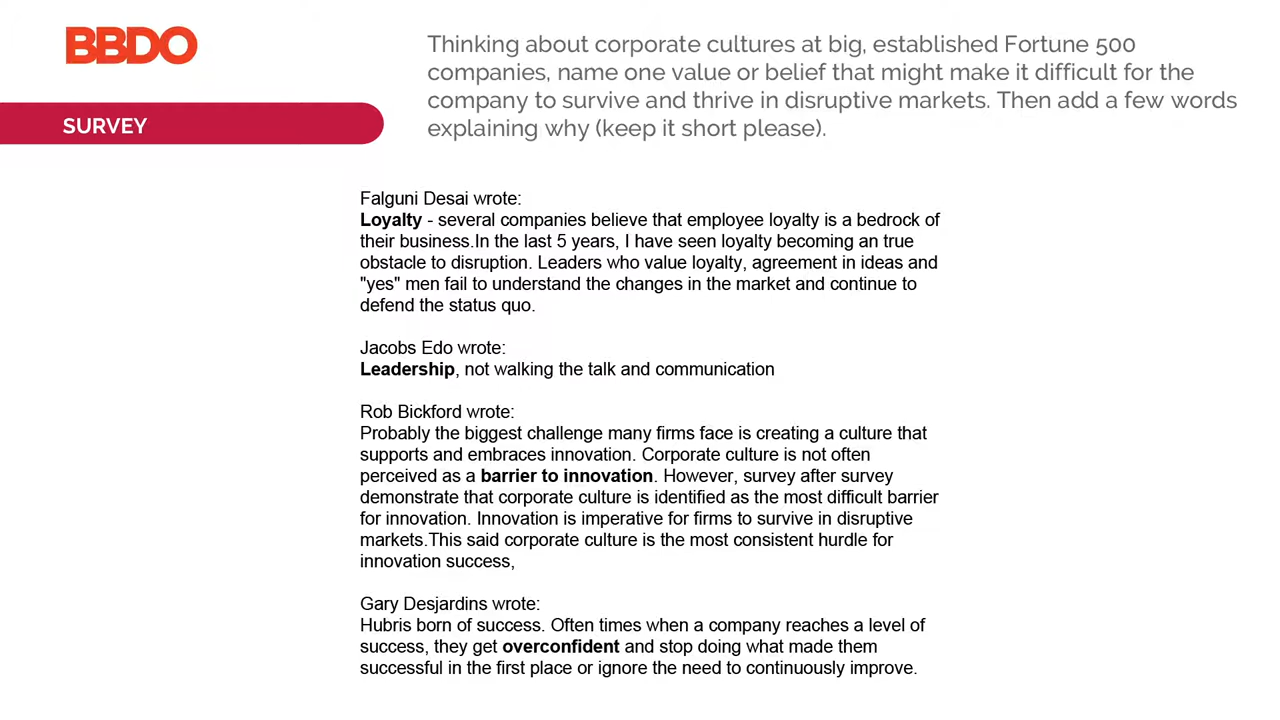 BBDO
SURVEY
Thinking about corporate cultures at big, established Fortune 500
companies, name one value or belief that might make it difficult for the
company to survive and thrive in disruptive markets. Then add a few words
explaining why (keep it short please).
Falguni Desai wrote:
Loyalty - several companies believe that employee loyalty is a bedrock of
their business.In the last 5 years, I have seen loyalty becoming an true
obstacle to disruption. Leaders who value loyalty, agreement in ideas and
"yes" men fail to understand the changes in the market and continue to
defend the status quo.
Jacobs Edo wrote:
Leadership, not walking the talk and communication
Rob Bickford wrote:
Probably the biggest challenge many firms face is creating a culture that
supports and embraces innovation. Corporate culture is not often
perceived as a barrier to innovation. However, survey after survey
demonstrate that corporate culture is identified as the most difficult barrier
for innovation. Innovation is imperative for firms to survive in disruptive
markets.This said corporate culture is the most consistent hurdle for
innovation success,
Gary Desjardins wrote:
Hubris born of success. Often times when a company reaches a level of
success, they get overconfident and stop doing what made them
successful in the first place or ignore the need to continuously improve.